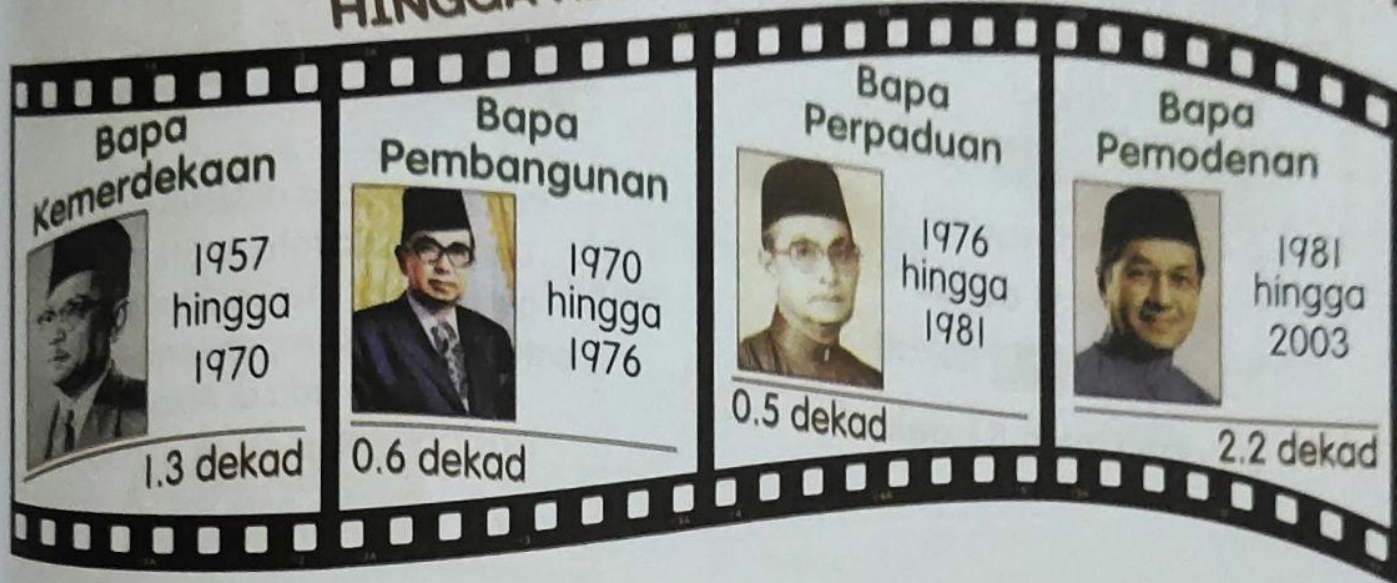 HINGGA
Bapa
Kemerdekaan
1957
hingga
1970
1.3 dekad
Bapa
Pembangunan
1970
hingga
1976
0.6 dekad
Bapa
Perpaduan
1976
hingga
1981
0.5 dekad
Bapa
Pemodenan
1981
hingga
2003
2.2 dekad